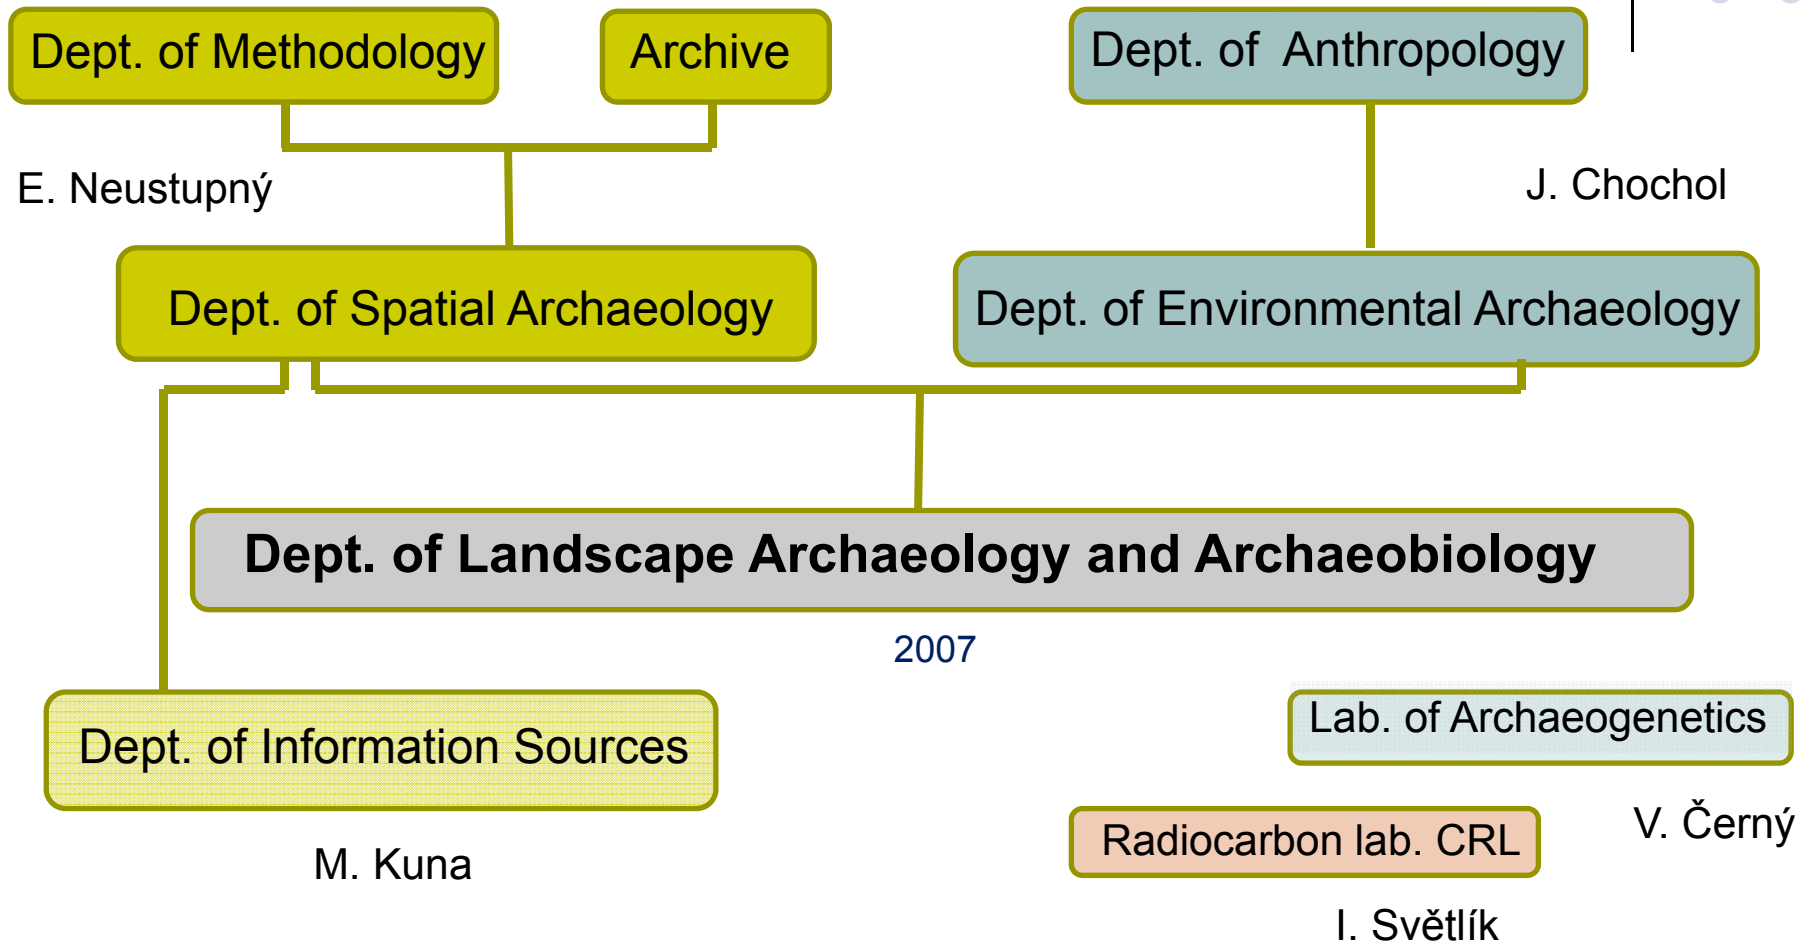 Dept. of Methodology
Archive
Dept. of Anthropology
E. Neustupný
J. Chochol
Dept. of Spatial Archaeology
Dept. of Environmental Archaeology
Dept. of Landscape Archaeology and Archaeobiology
2007
Dept. of Information Sources
Lab. of Archaeogenetics
M. Kuna
Radiocarbon lab. CRL
V. Černý
I. Světlík